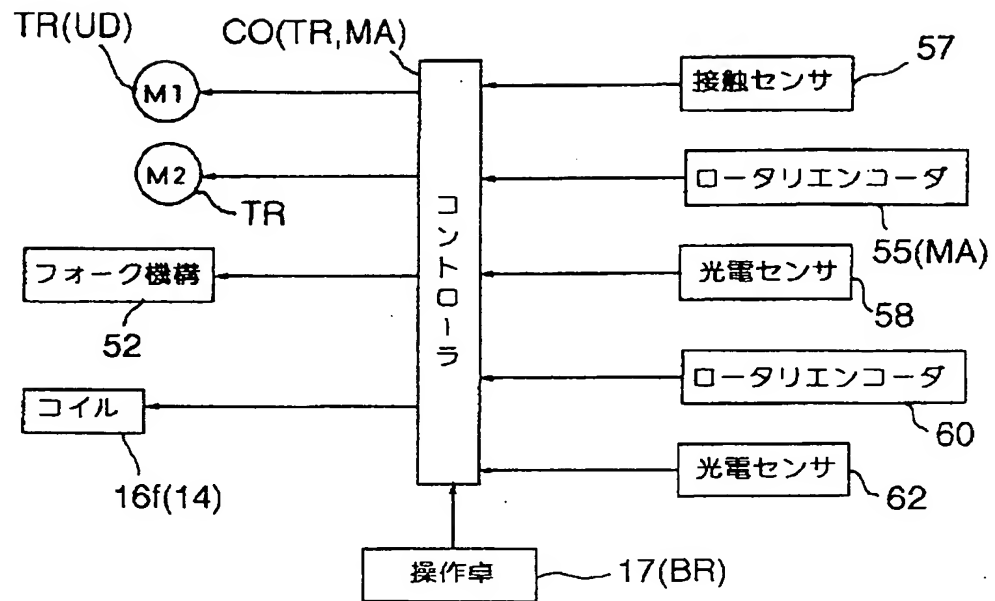 TR(UD)
CO(TR,MA)
57
M1
接触センサ
M2
ロータリエンコーダ
TR
コントローラ
55(MA)
フォーク機構
光電センサ
52
58
ロータリエンコーダ
コイル
60
16f(14)
光電センサ
62
操作卓
17(BR)